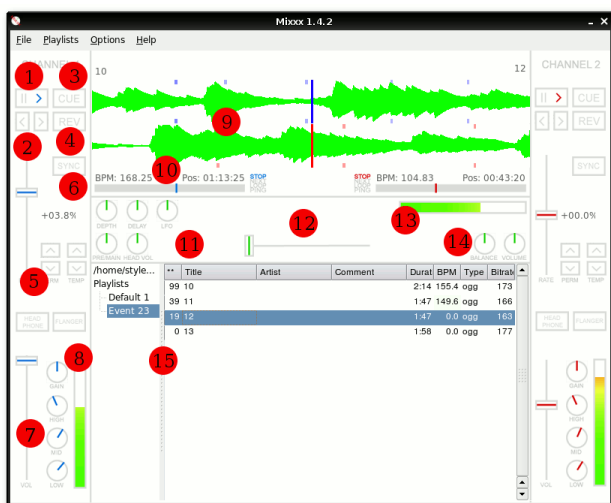 Mixxx 1.4.2
File Playlists Options Help
CHANNEL 2
1 3
10 12
CUE CUE
REV REV
2 4 9
SYNC SYNC
10
BPM: 168.25 Pos: 01:13:25 STOP STOP BPM: 104.83 Pos: 00:43:20
PING PING
6
+03.8% +00.0%
12 13
DEPTH DELAY LFO
11 14
PRE/MAIN HEAD VOL BALANCE VOLUME
/home/style... ** Title Artist Comment Durat BPM Type Bitrat
5
PERM TEMP RATE PERM TEMP
Playlists 99 10 2:14 155.4 ogg 173
Default 1 39 11 1:47 149.6 ogg 166
Event 23 19 12 1:47 0.0 ogg 163
0 13 1:58 0.0 ogg 177
HEAD PHONE FLANGER HEAD PHONE FLANGER
8 15
GAIN GAIN
HIGH HIGH
7
MID MID
VOL LOW VOL LOW